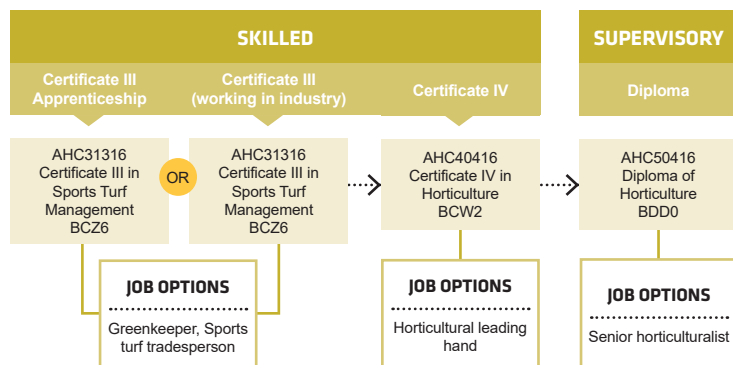 SKILLED
SUPERVISORY
Certificate III
Apprenticeship
Certificate III
(working in industry)
Certificate IV
Diploma
AHC31316
Certificate III in
Sports Turf
Management
BCZ6
OR
AHC31316
Certificate III in
Sports Turf
Management
BCZ6
AHC40416
Certificate IV in
Horticulture
BCW2
AHC50416
Diploma of
Horticulture
BDD0
JOB OPTIONS
Greenkeeper, Sports
turf tradesperson
JOB OPTIONS
Horticultural leading
hand
JOB OPTIONS
Senior horticulturalist